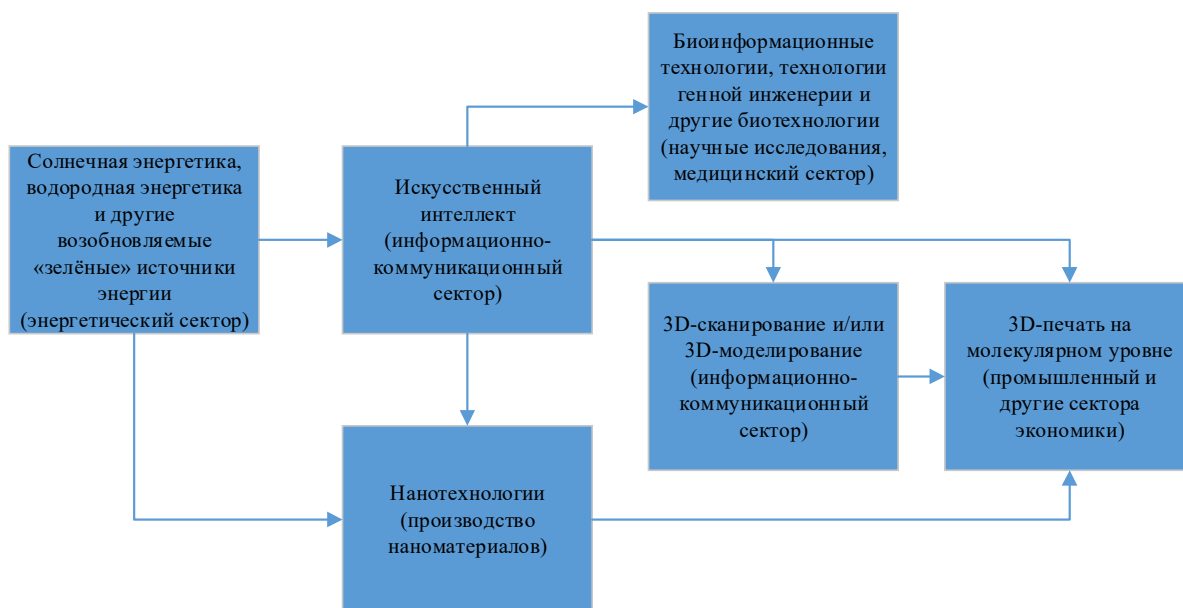 Биоинформационные
технологии, технологии
генной инженерии и
другие биотехнологии
(научные исследования,
медицинский сектор)
Солнечная энергетика,
водородная энергетика
и другие
возобновляемые
«зелёные» источники
энергии
(энергетический сектор)
Искусственный
интеллект
(информационно-
коммуникационный
сектор)
3D-сканирование и/или
3D-моделирование
(информационно-
коммуникационный
сектор)
3D-печать на
молекулярном уровне
(промышленный и
другие сектора
экономики)
Нанотехнологии
(производство
наноматериалов)